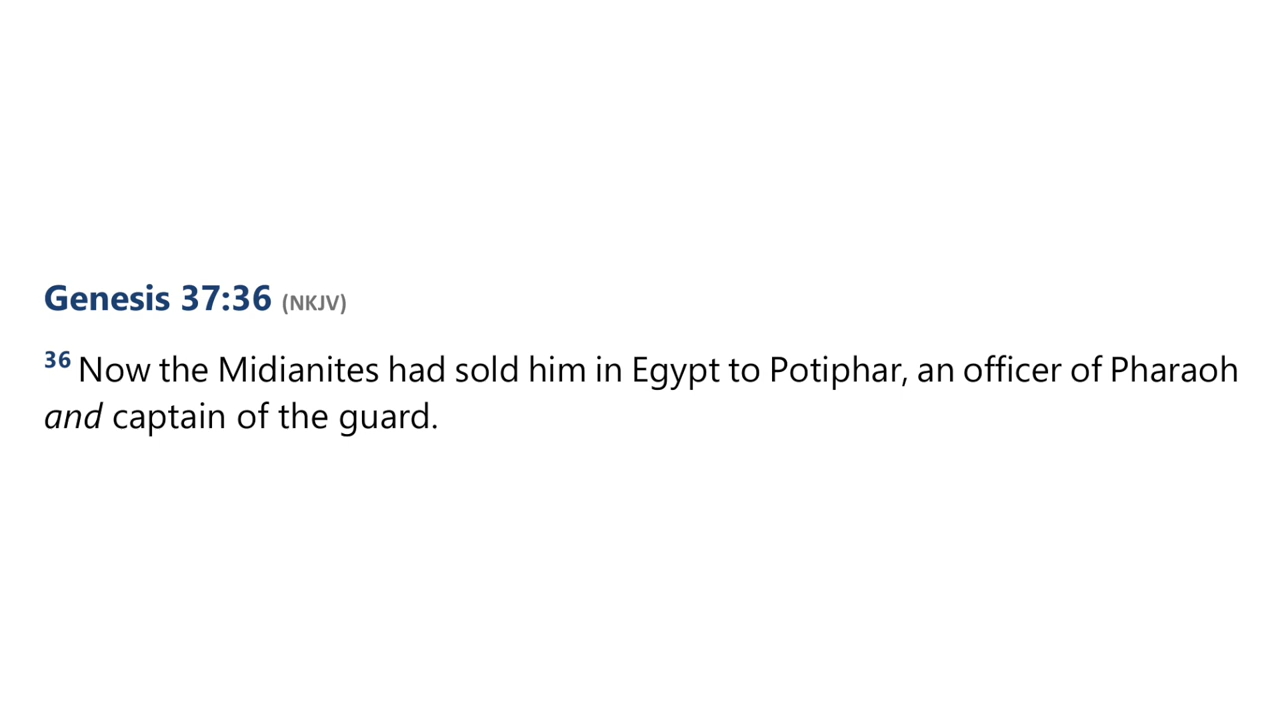 Genesis 37:36 (NKJV)
36 Now the Midianites had sold him in Egypt to Potiphar, an officer of Pharaoh
and captain of the guard.